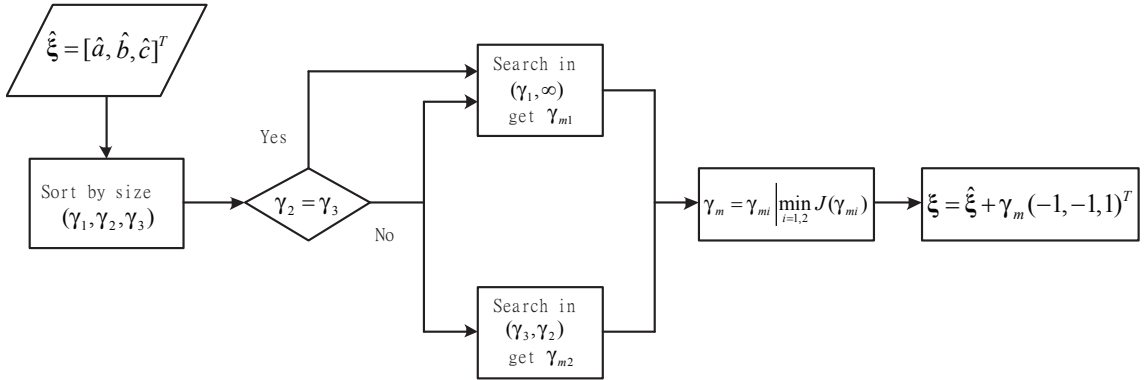 ξ̂ = [â, b̂, ĉ]ᵀ
Sort by size
(γ₁,γ₂,γ₃)
Yes
γ₂ = γ₃
No
Search in
(γ₁,∞)
get γₘ₁
Search in
(γ₃,γ₂)
get γₘ₂
γₘ = γₘᵢ | min J(γₘᵢ)
i=1,2
ξ = ξ̂ + γₘ(-1,-1,1)ᵀ